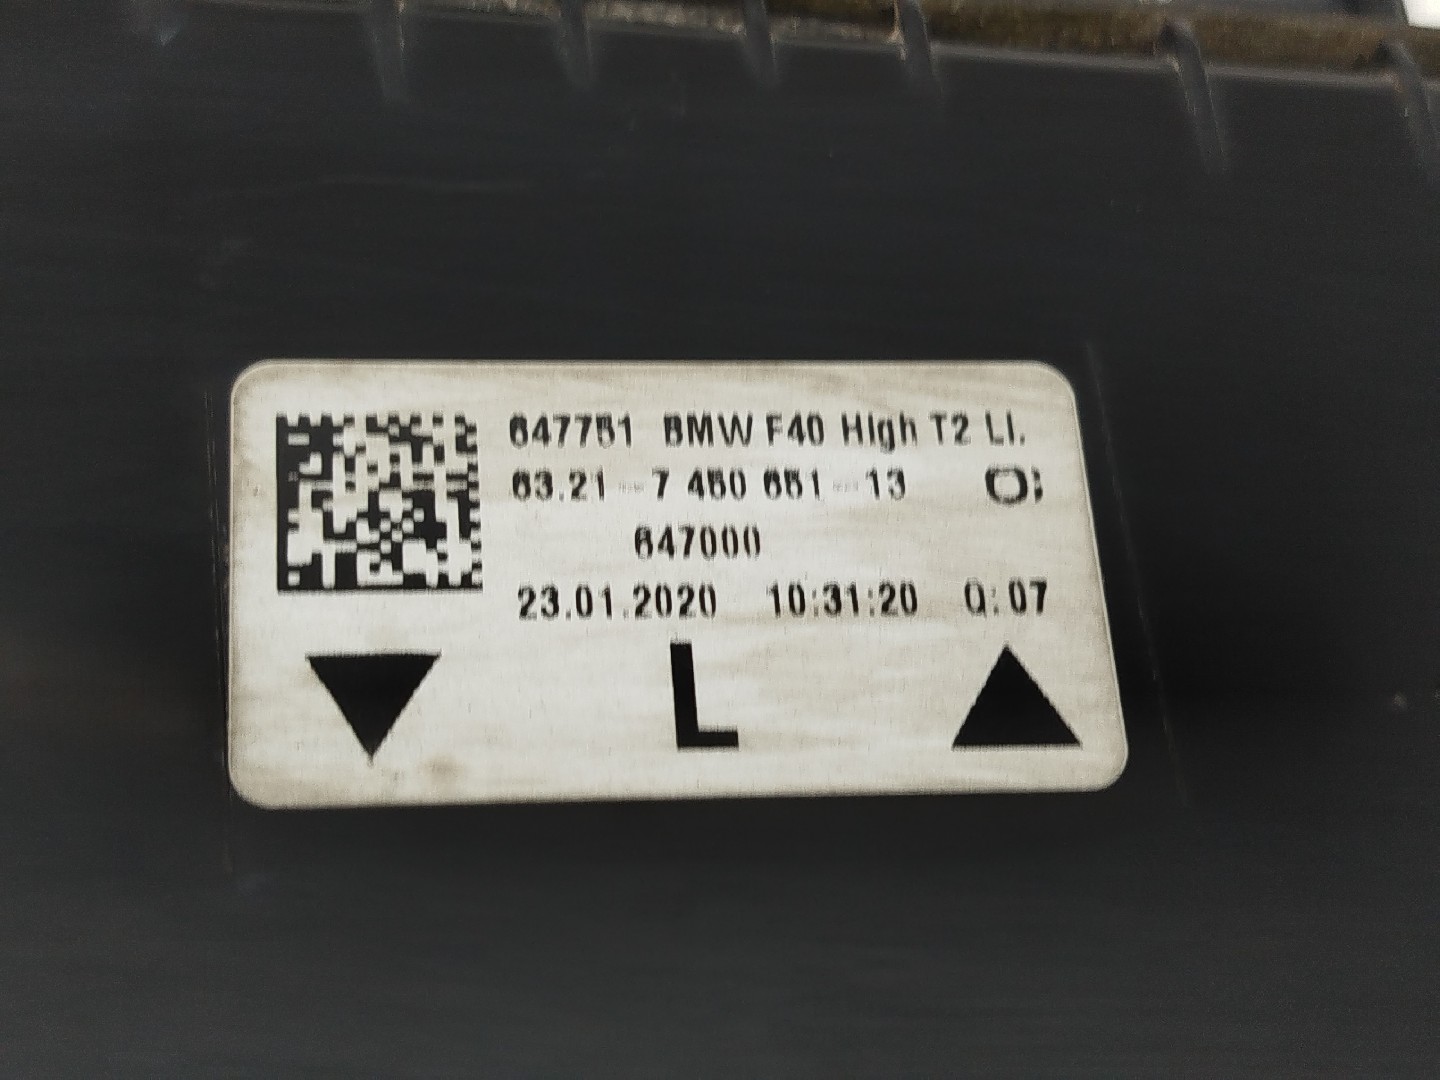 647751 BMW F40 High T2 LI.
63.21-7 450 651-13
647000
23.01.2020 10:31:20 Q:07
L